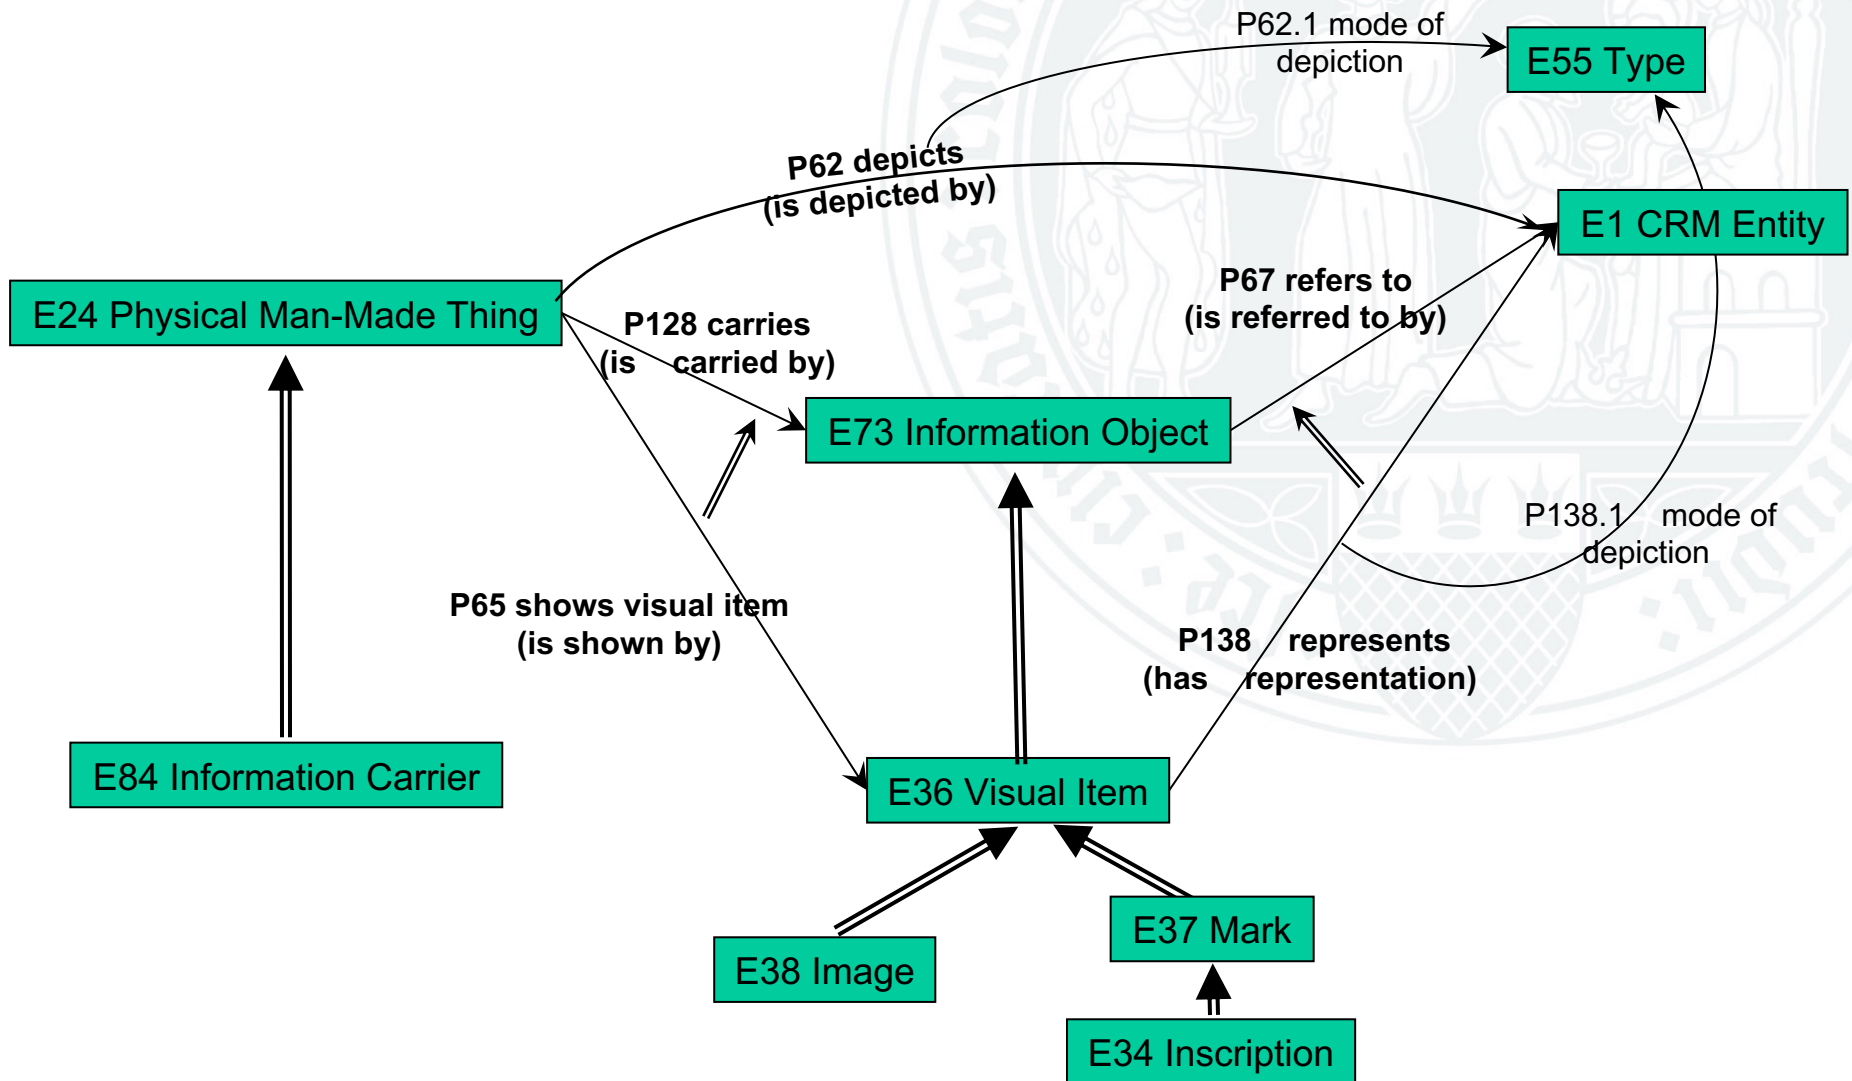 P62.1 mode of
depiction
E55 Type
P62 depicts
(is depicted by)
E1 CRM Entity
E24 Physical Man-Made Thing
P67 refers to
(is referred to by)
P128 carries
(is carried by)
E73 Information Object
P138.1 mode of
depiction
P65 shows visual item
(is shown by)
P138 represents
(has representation)
E84 Information Carrier
E36 Visual Item
E37 Mark
E38 Image
E34 Inscription